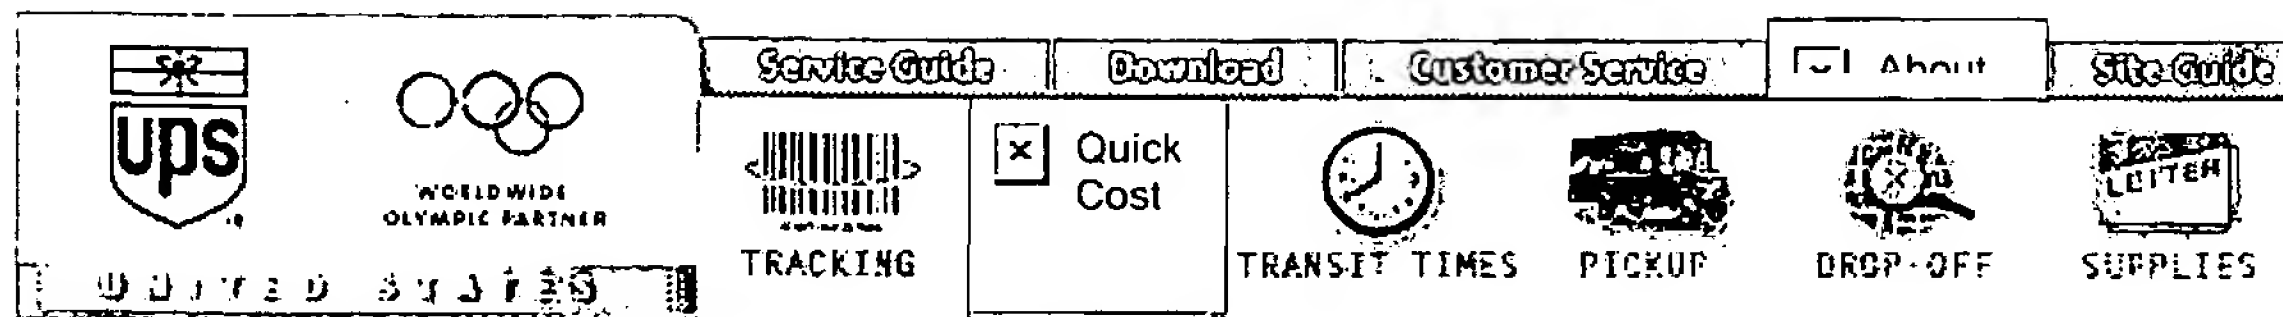 Service Guide
Download
Customer Service
About
Site Guide
ups
WORLDWIDE
OLYMPIC PARTNER
UNITED STATES
TRACKING
Quick
Cost
TRANSIT TIMES
PICKUP
DROP-OFF
LETTER
SUPPLIES